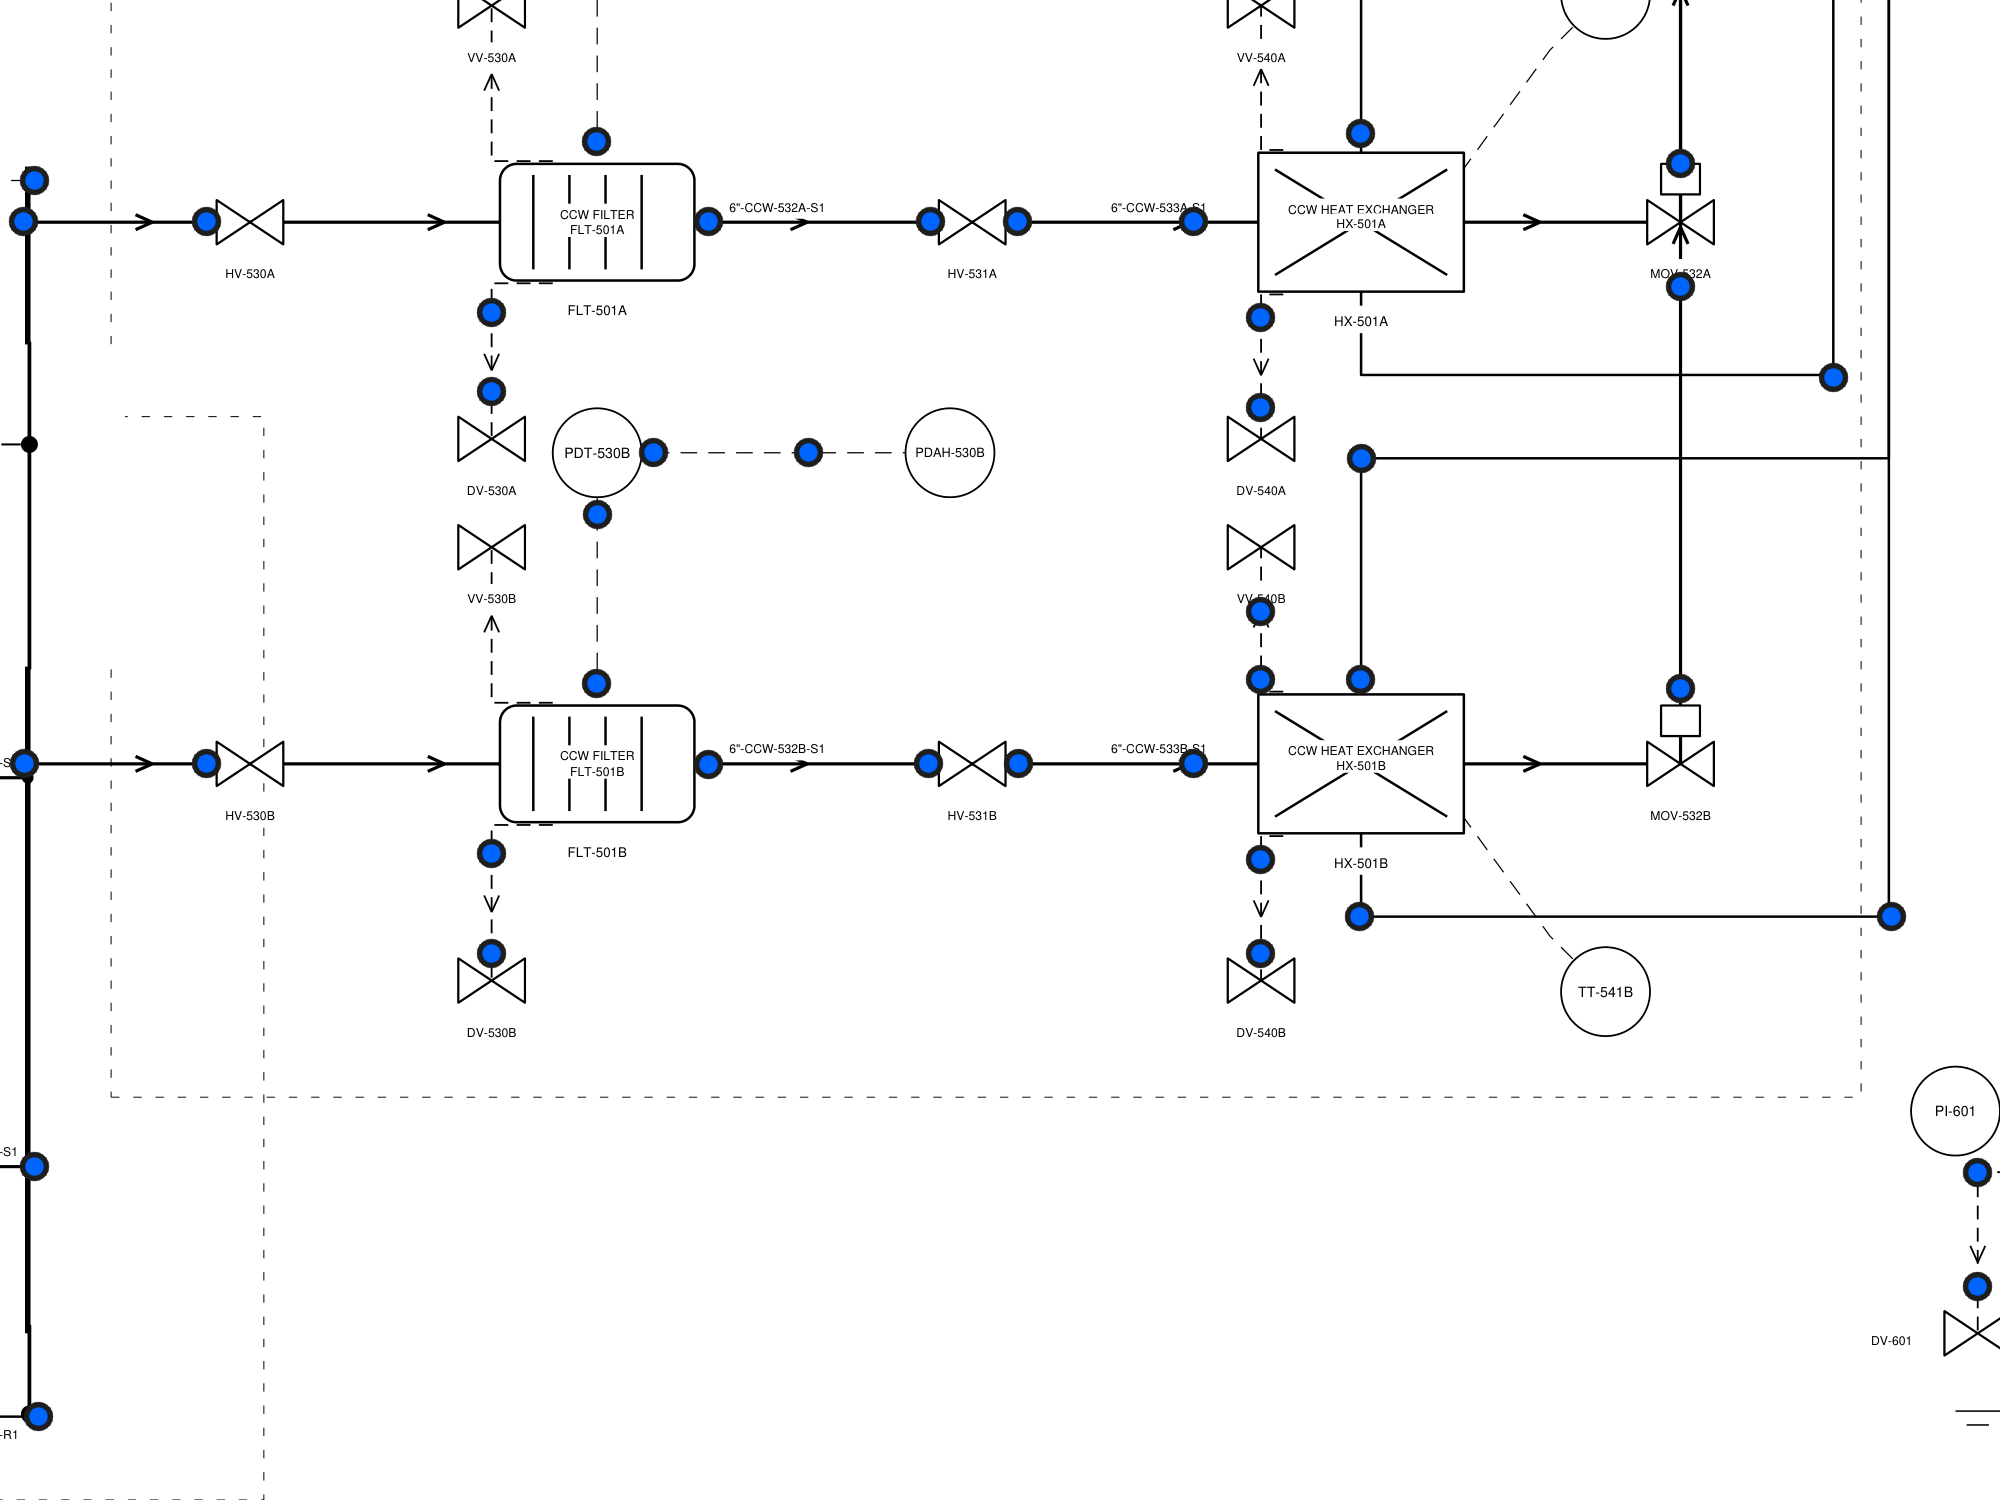 VV-530A
VV-540A
6"-CCW-532A-S1
6"-CCW-533A-S1
CCW FILTER
FLT-501A
CCW HEAT EXCHANGER
HX-501A
HV-530A
HV-531A
MOV-532A
FLT-501A
HX-501A
PDT-530B
PDAH-530B
DV-530A
DV-540A
VV-530B
VV-540B
6"-CCW-532B-S1
6"-CCW-533B-S1
CCW FILTER
FLT-501B
CCW HEAT EXCHANGER
HX-501B
HV-530B
HV-531B
MOV-532B
FLT-501B
HX-501B
TT-541B
DV-530B
DV-540B
PI-601
-S1
DV-601
-R1